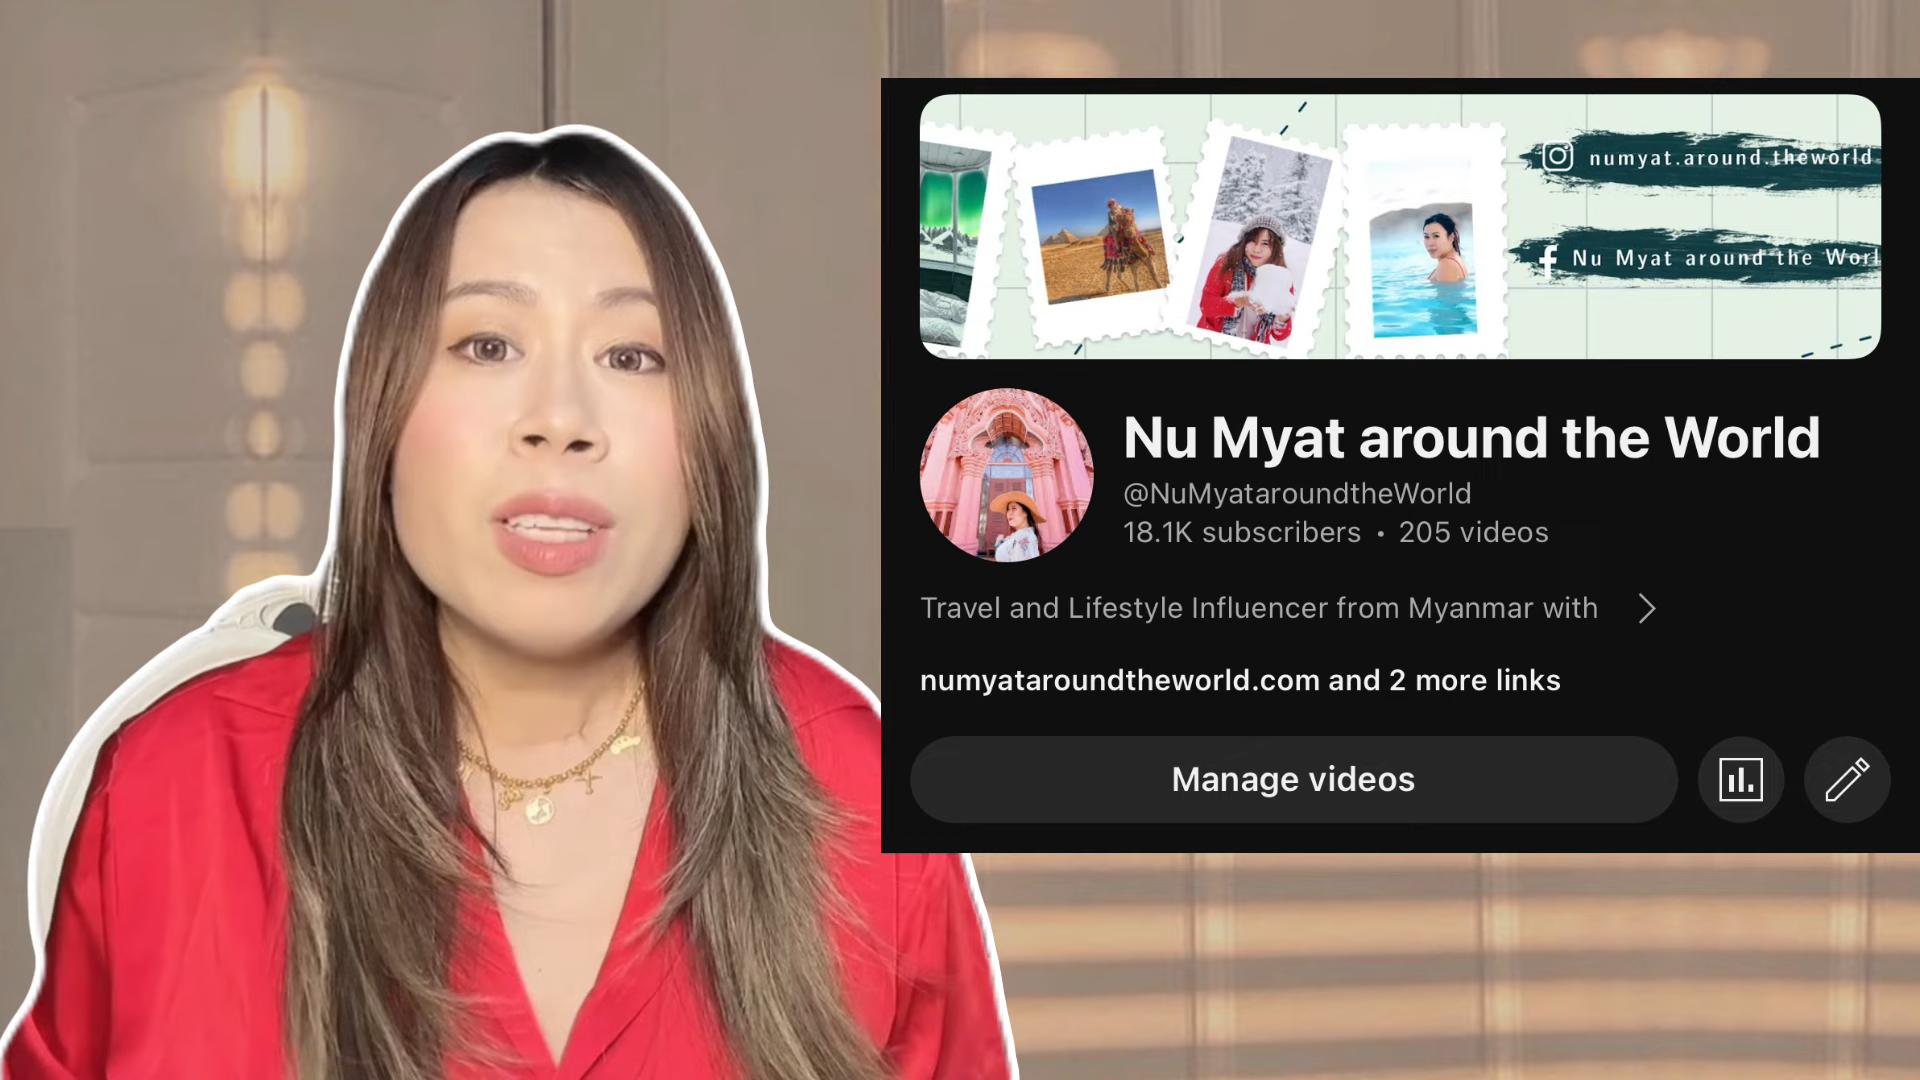 numyat.around.theworld
Nu Myat around the Worl
Nu Myat around the World
@NuMyataroundtheWorld
18.1K subscribers • 205 videos
Travel and Lifestyle Influencer from Myanmar with
numyataroundtheworld.com and 2 more links
Manage videos